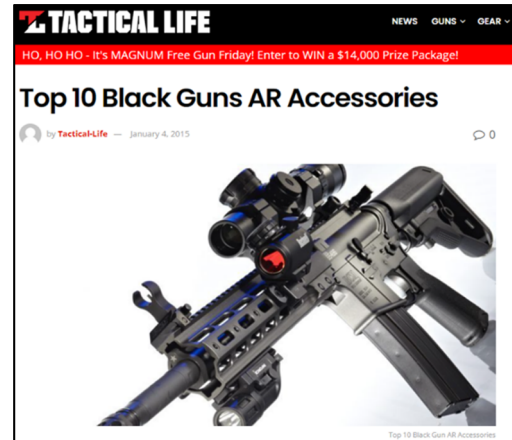 TACTICAL LIFE
NEWS GUNS GEAR
HO, HO HO - It's MAGNUM Free Gun Friday! Enter to WIN a $14,000 Prize Package!
Top 10 Black Guns AR Accessories
by Tactical-Life — January 4, 2015 0
Top 10 Black Gun AR Accessories